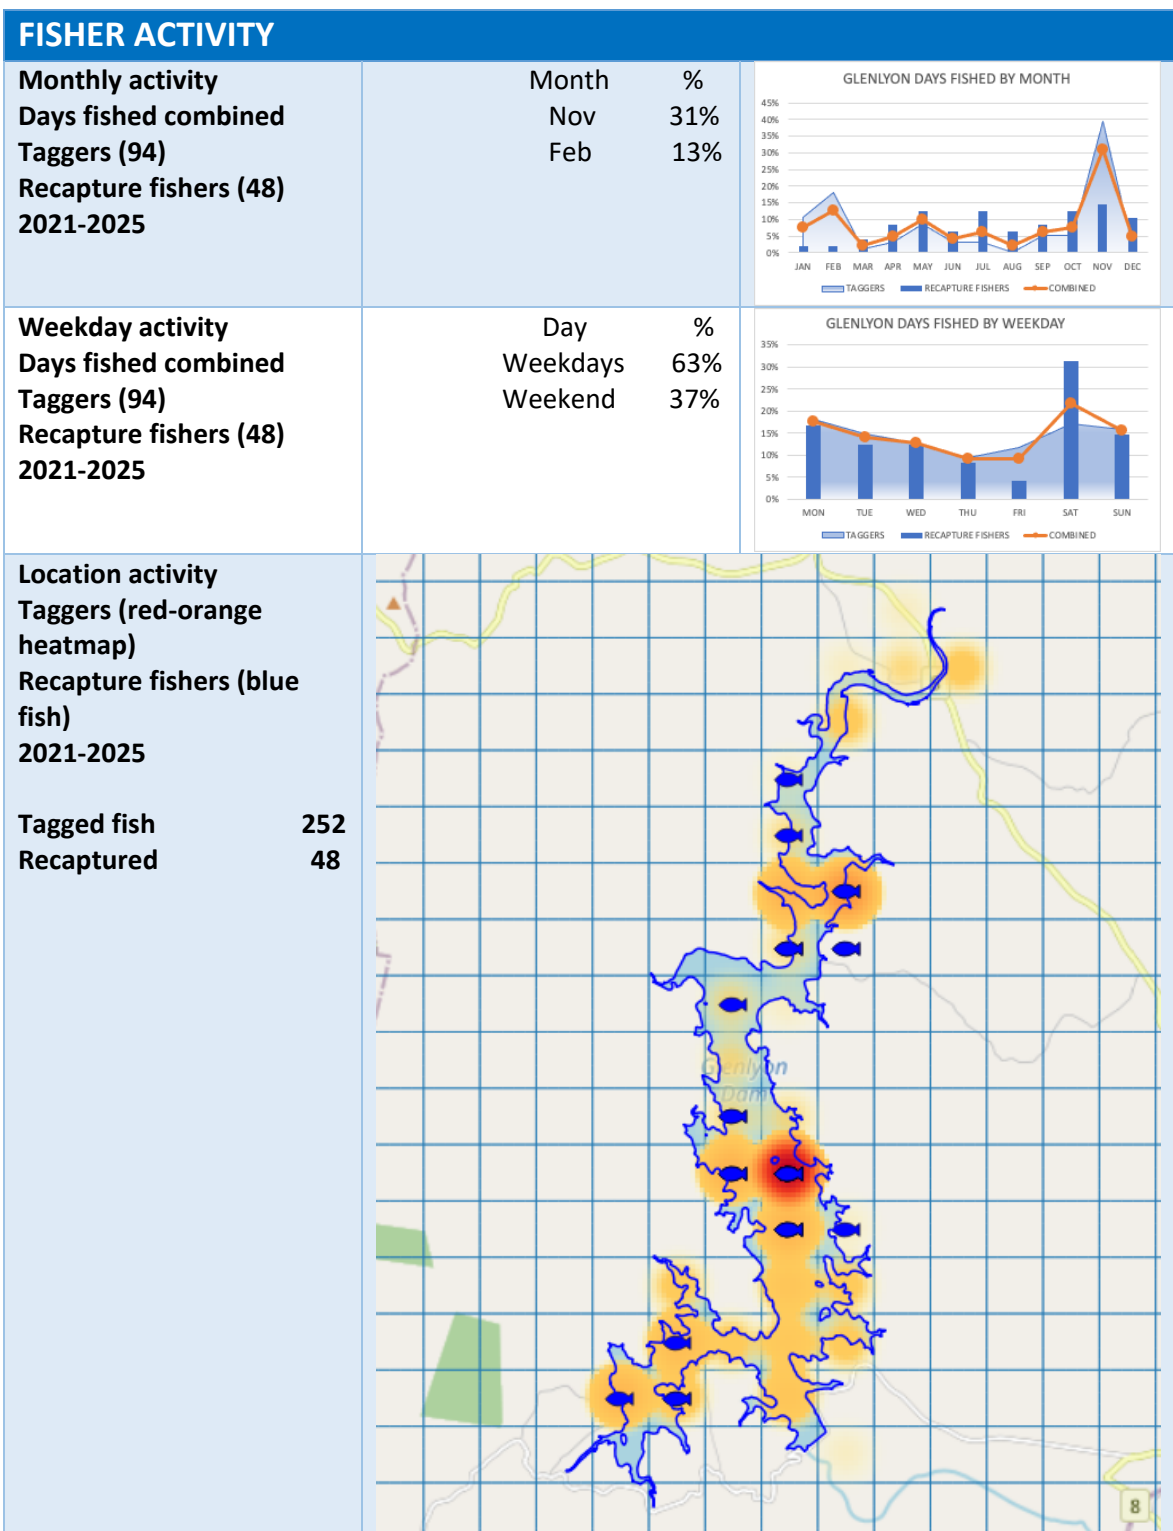 FISHER ACTIVITY
Monthly activity
Days fished combined
Taggers (94)
Recapture fishers (48)
2021-2025
Month %
Nov 31%
Feb 13%
GLENLYON DAYS FISHED BY MONTH
45%
40%
35%
30%
25%
20%
15%
10%
5%
0%
JAN FEB MAR APR MAY JUN JUL AUG SEP OCT NOV DEC
TAGGERS RECAPTURE FISHERS COMBINED
Weekday activity
Days fished combined
Taggers (94)
Recapture fishers (48)
2021-2025
Day %
Weekdays 63%
Weekend 37%
GLENLYON DAYS FISHED BY WEEKDAY
35%
30%
25%
20%
15%
10%
5%
0%
MON TUE WED THU FRI SAT SUN
TAGGERS RECAPTURE FISHERS COMBINED
Location activity
Taggers (red-orange
heatmap)
Recapture fishers (blue
fish)
2021-2025
Tagged fish 252
Recaptured 48
Glenlyon
Dam
8